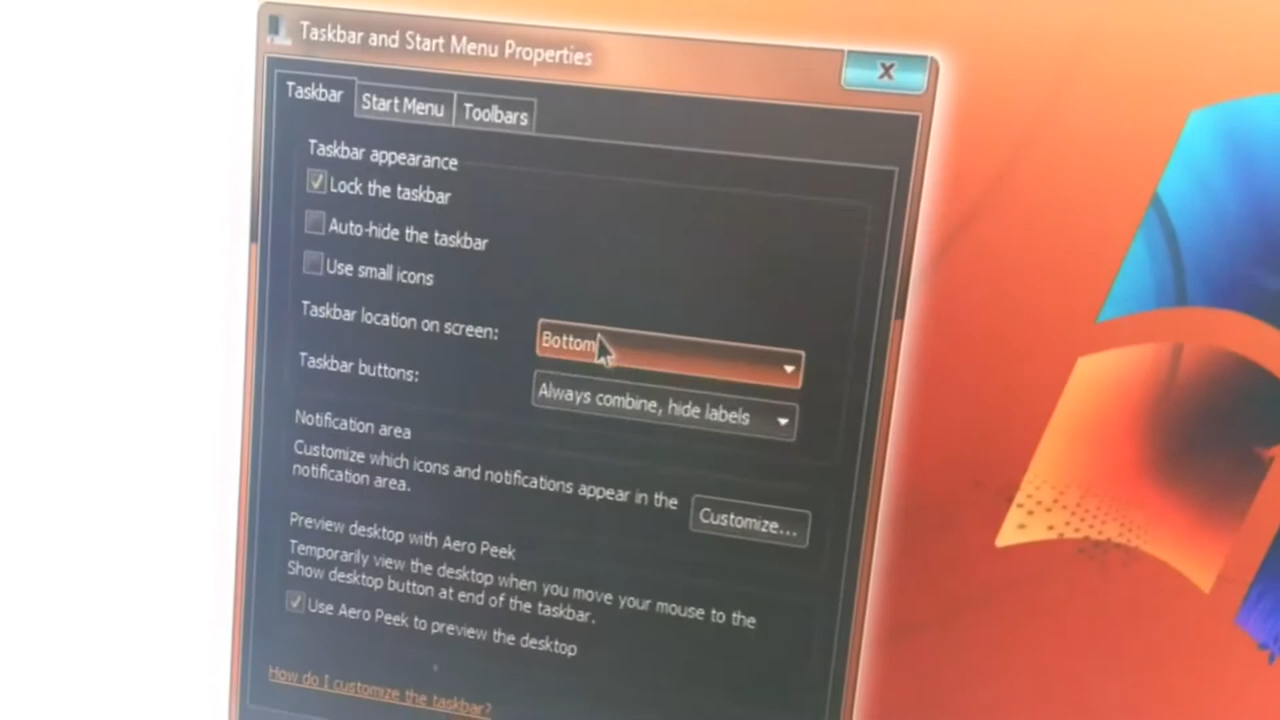 Taskbar and Start Menu Properties
X
Taskbar
Start Menu
Toolbars
Taskbar appearance
Lock the taskbar
Auto-hide the taskbar
Use small icons
Taskbar location on screen:
Bottom
Taskbar buttons:
Always combine, hide labels
Notification area
Customize which icons and notifications appear in the
notification area.
Customize...
Preview desktop with Aero Peek
Temporarily view the desktop when you move your mouse to the
Show desktop button at end of the taskbar.
Use Aero Peek to preview the desktop
How do I customize the taskbar?